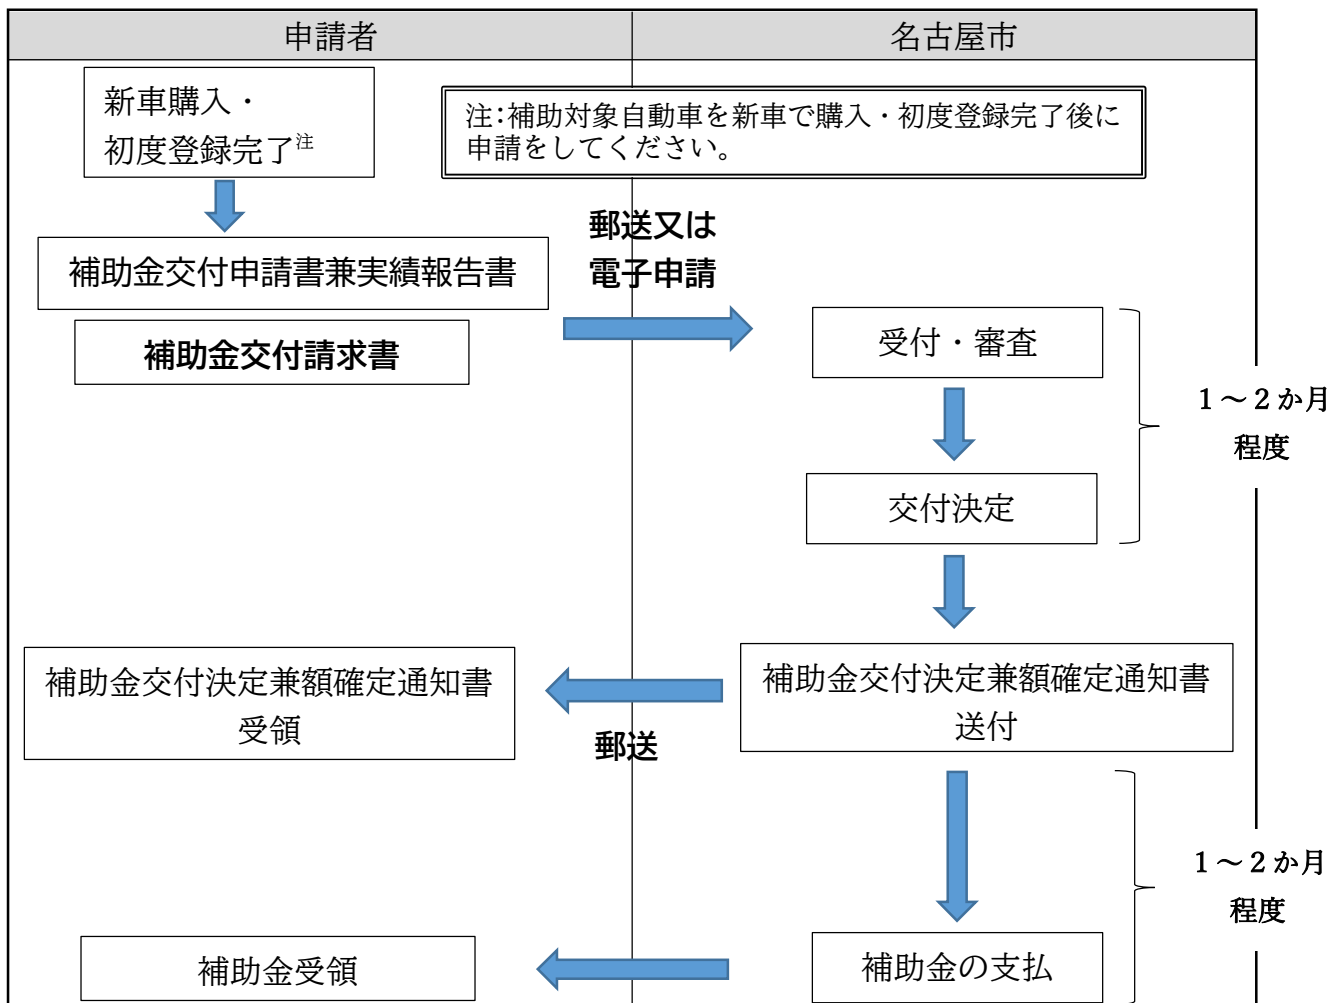 申請者
名古屋市
新車購入・
初度登録完了注
注：補助対象自動車を新車で購入・初度登録完了後に
申請をしてください。
郵送又は
電子申請
補助金交付申請書兼実績報告書
補助金交付請求書
受付・審査
1～2か月
程度
交付決定
補助金交付決定兼額確定通知書
受領
郵送
補助金交付決定兼額確定通知書
送付
1～2か月
程度
補助金受領
補助金の支払